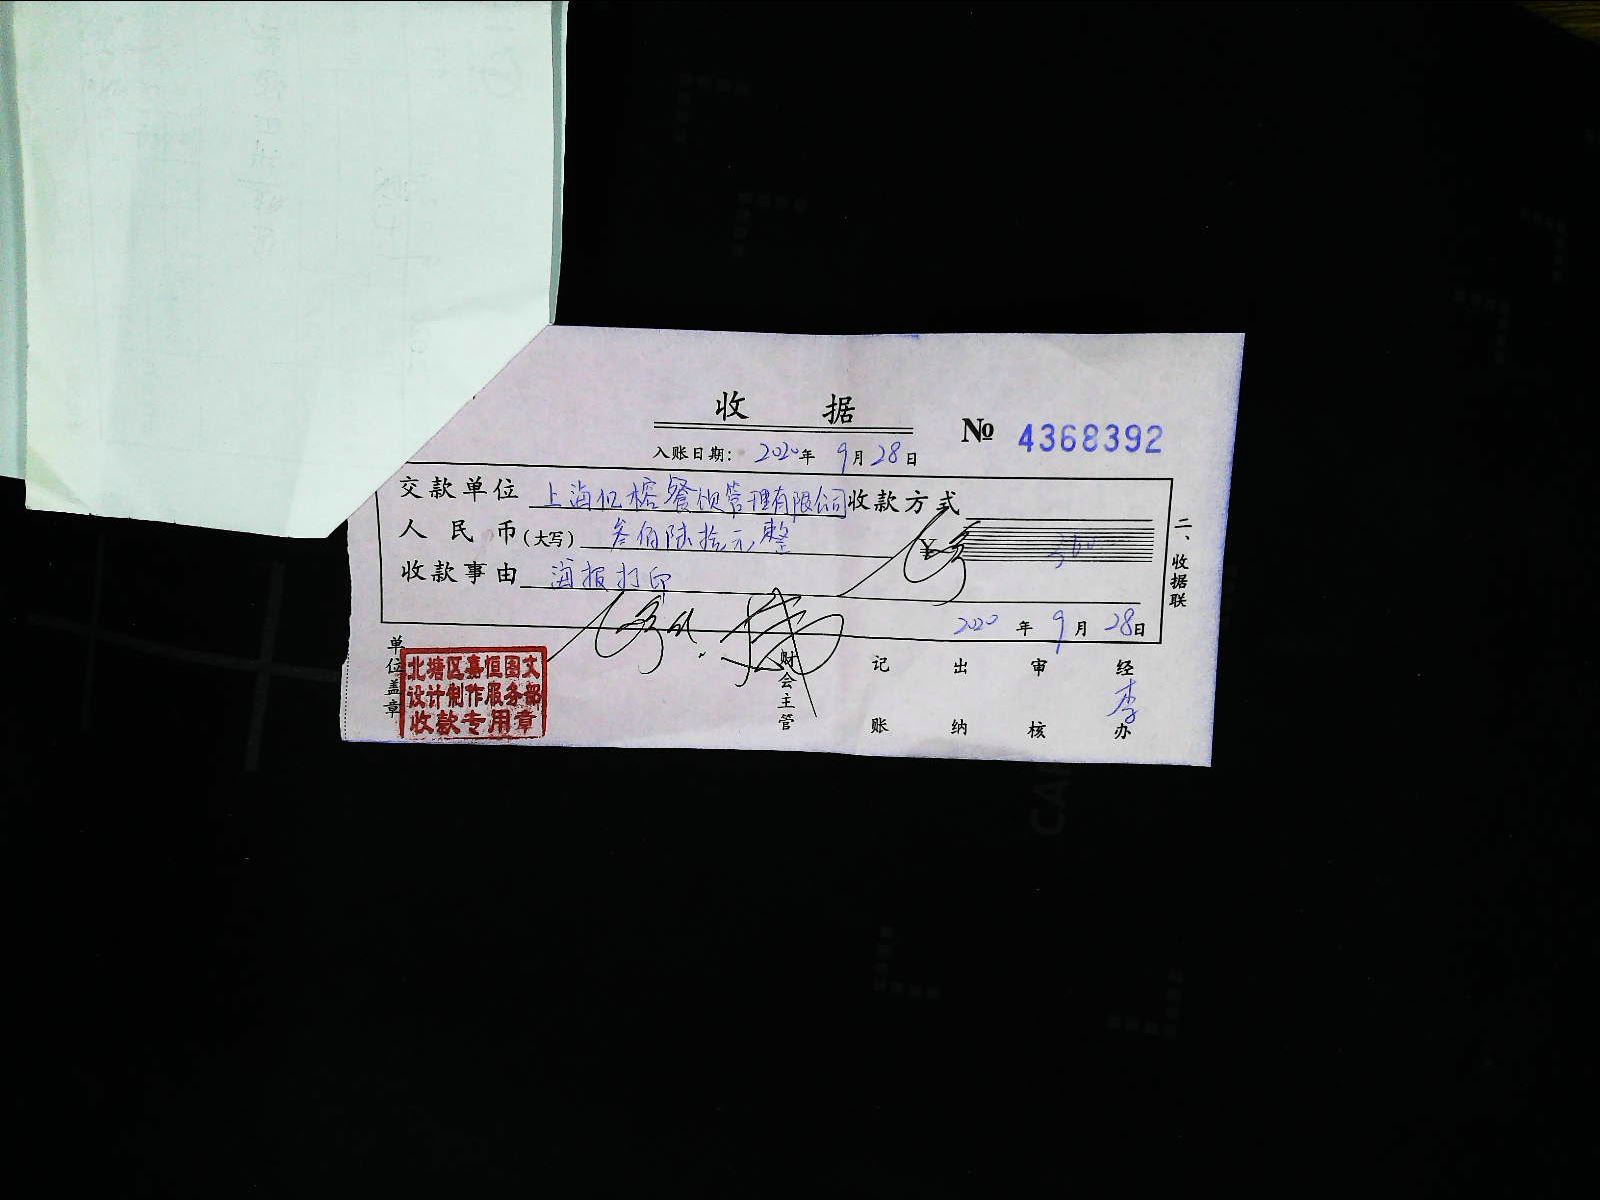 收 据
№ 4368392
入账日期: 2020年 9月28日
交款单位 上海 榕餐饮管理有限公司 收款方式
人民币(大写) 叁佰陆拾元整 ¥ 360
收款事由 海报打印
2020 年 9 月 28 日
二、收据联
单位盖章
北塘区嘉恒图文
设计制作服务部
收款专用章
财会主管 记账 出纳 审核 经办
李